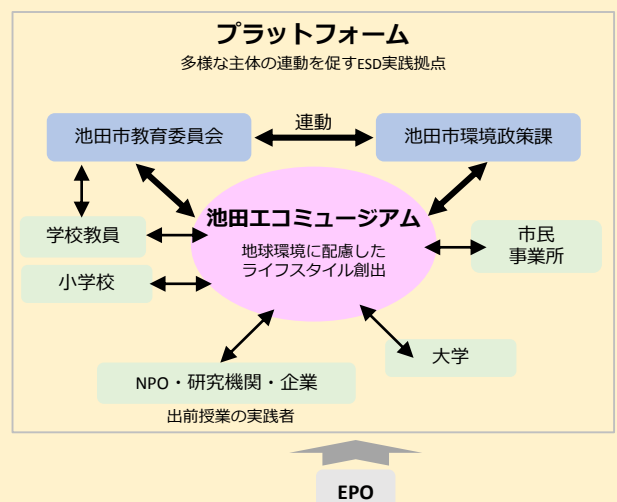 プラットフォーム
多様な主体の連動を促すESD実践拠点
連動
池田市教育委員会
池田市環境政策課
池田エコミュージアム
地球環境に配慮した
ライフスタイル創出
学校教員
小学校
市民
事業所
大学
NPO・研究機関・企業
出前授業の実践者
EPO